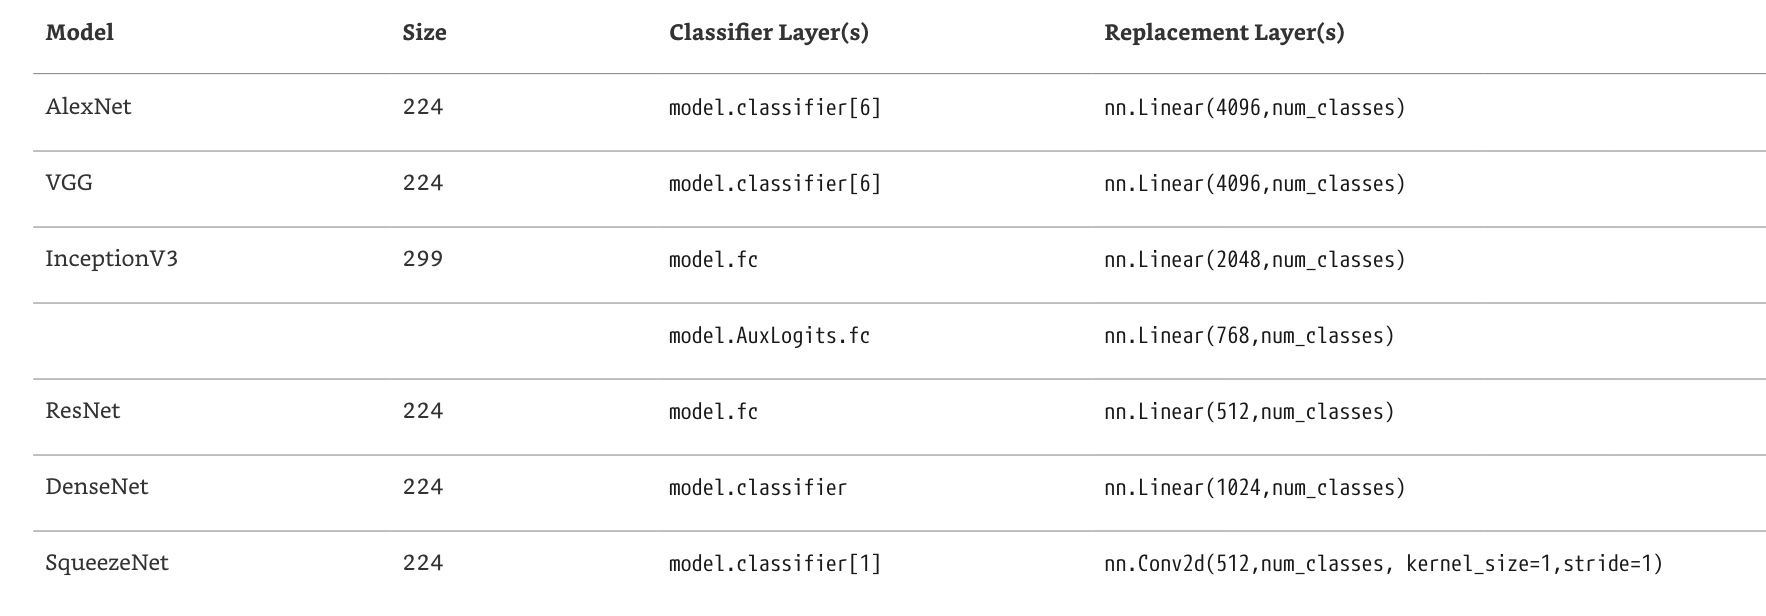 Model Size Classifier Layer(s) Replacement Layer(s)
AlexNet 224 model.classifier[6] nn.Linear(4096,num_classes)
VGG 224 model.classifier[6] nn.Linear(4096,num_classes)
InceptionV3 299 model.fc nn.Linear(2048,num_classes)
model.AuxLogits.fc nn.Linear(768,num_classes)
ResNet 224 model.fc nn.Linear(512,num_classes)
DenseNet 224 model.classifier nn.Linear(1024,num_classes)
SqueezeNet 224 model.classifier[1] nn.Conv2d(512,num_classes, kernel_size=1,stride=1)